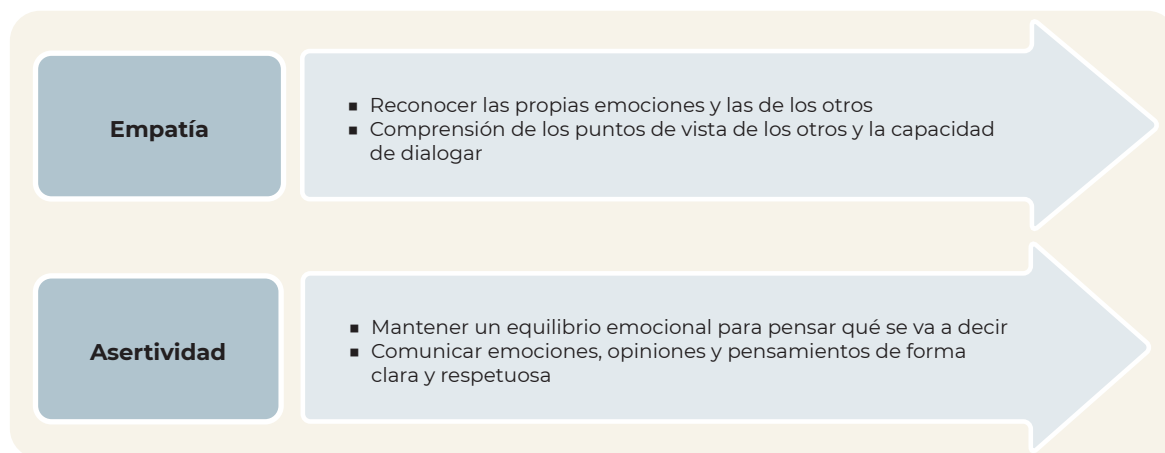 Empatía
▪ Reconocer las propias emociones y las de los otros
▪ Comprensión de los puntos de vista de los otros y la capacidad
de dialogar
Asertividad
▪ Mantener un equilibrio emocional para pensar qué se va a decir
▪ Comunicar emociones, opiniones y pensamientos de forma
clara y respetuosa